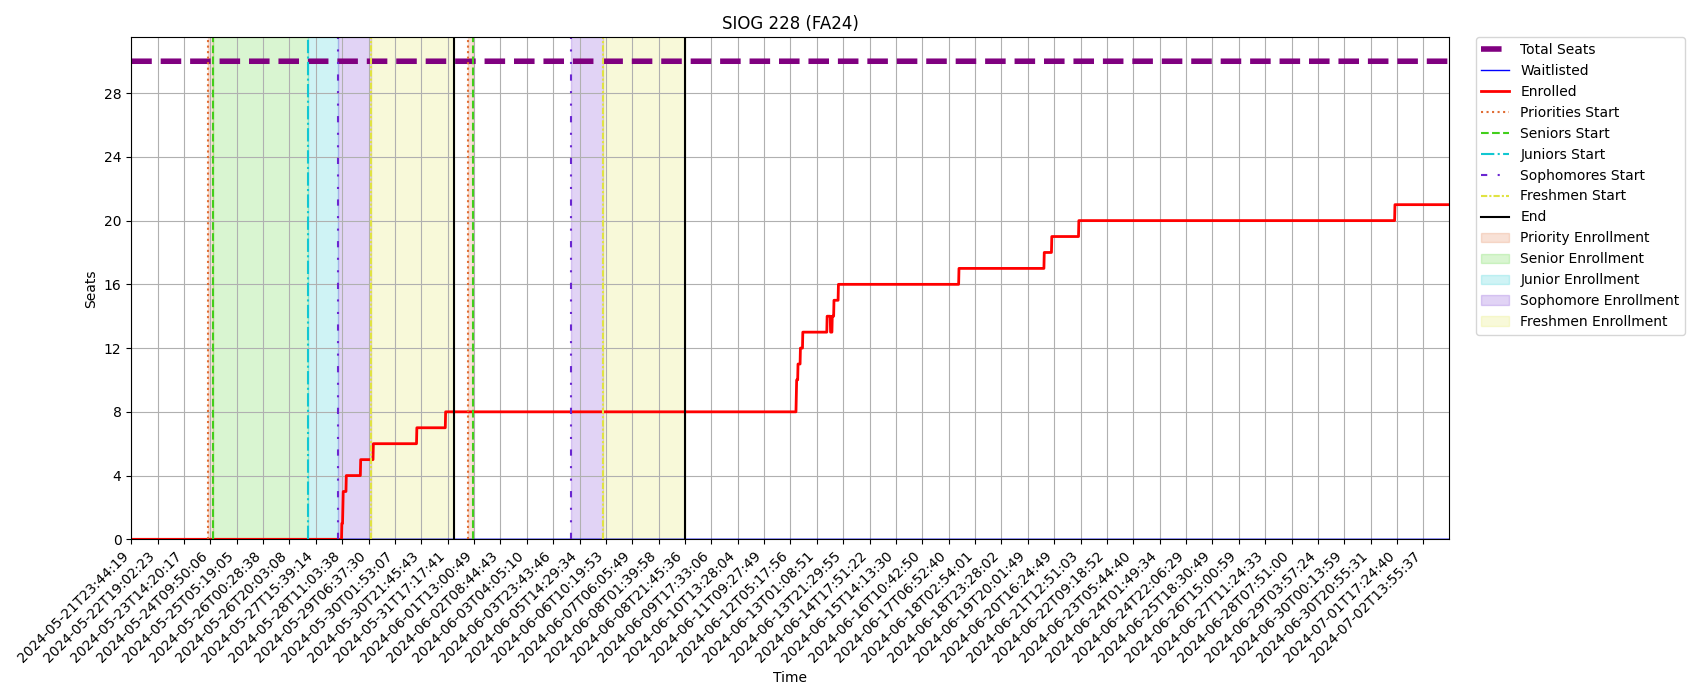 SIOG 228 (FA24)
Total Seats
Waitlisted
Enrolled
Priorities Start
Seniors Start
Juniors Start
Sophomores Start
Freshmen Start
End
Priority Enrollment
Senior Enrollment
Junior Enrollment
Sophomore Enrollment
Freshmen Enrollment
Seats
28
24
20
16
12
8
4
0
2024-05-21T23:44:19
2024-05-22T19:02:23
2024-05-23T14:20:17
2024-05-24T09:50:06
2024-05-25T05:19:05
2024-05-26T00:28:38
2024-05-26T20:03:08
2024-05-27T15:39:14
2024-05-28T11:03:38
2024-05-29T06:37:30
2024-05-30T01:53:07
2024-05-30T21:45:43
2024-05-31T17:17:41
2024-06-01T13:00:49
2024-06-02T08:44:43
2024-06-03T04:05:10
2024-06-03T23:43:46
2024-06-05T14:29:34
2024-06-06T10:19:53
2024-06-07T06:05:49
2024-06-08T01:39:58
2024-06-08T21:45:36
2024-06-09T17:33:06
2024-06-10T13:28:04
2024-06-11T09:27:49
2024-06-12T05:17:56
2024-06-13T01:08:51
2024-06-13T21:29:55
2024-06-14T17:51:22
2024-06-15T14:13:30
2024-06-16T10:42:50
2024-06-17T06:52:40
2024-06-18T02:54:01
2024-06-18T23:28:02
2024-06-19T20:01:49
2024-06-20T16:24:49
2024-06-21T12:51:03
2024-06-22T09:18:52
2024-06-23T05:44:40
2024-06-24T01:49:34
2024-06-24T22:06:29
2024-06-25T18:30:49
2024-06-26T15:00:59
2024-06-27T11:24:33
2024-06-28T07:51:00
2024-06-29T03:57:24
2024-06-30T00:13:59
2024-06-30T20:55:31
2024-07-01T17:24:40
2024-07-02T13:55:37
Time